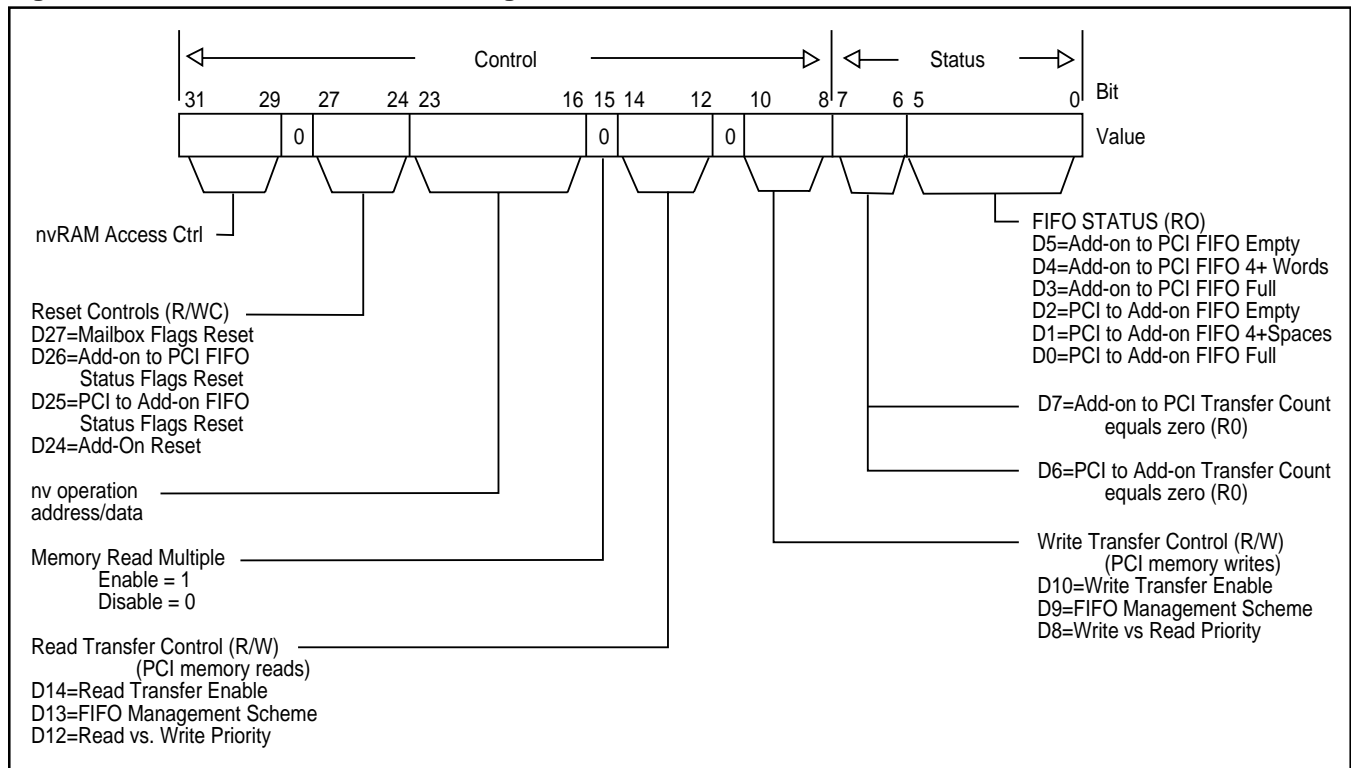 Control
Status
31 29 27 24 23 16 15 14 12 10 8 7 6 5 0 Bit
0 0 0 Value
nvRAM Access Ctrl
Reset Controls (R/WC)
D27=Mailbox Flags Reset
D26=Add-on to PCI FIFO
Status Flags Reset
D25=PCI to Add-on FIFO
Status Flags Reset
D24=Add-On Reset
nv operation
address/data
Memory Read Multiple
Enable = 1
Disable = 0
Read Transfer Control (R/W)
(PCI memory reads)
D14=Read Transfer Enable
D13=FIFO Management Scheme
D12=Read vs. Write Priority
FIFO STATUS (RO)
D5=Add-on to PCI FIFO Empty
D4=Add-on to PCI FIFO 4+ Words
D3=Add-on to PCI FIFO Full
D2=PCI to Add-on FIFO Empty
D1=PCI to Add-on FIFO 4+Spaces
D0=PCI to Add-on FIFO Full
D7=Add-on to PCI Transfer Count
equals zero (R0)
D6=PCI to Add-on Transfer Count
equals zero (R0)
Write Transfer Control (R/W)
(PCI memory writes)
D10=Write Transfer Enable
D9=FIFO Management Scheme
D8=Write vs Read Priority